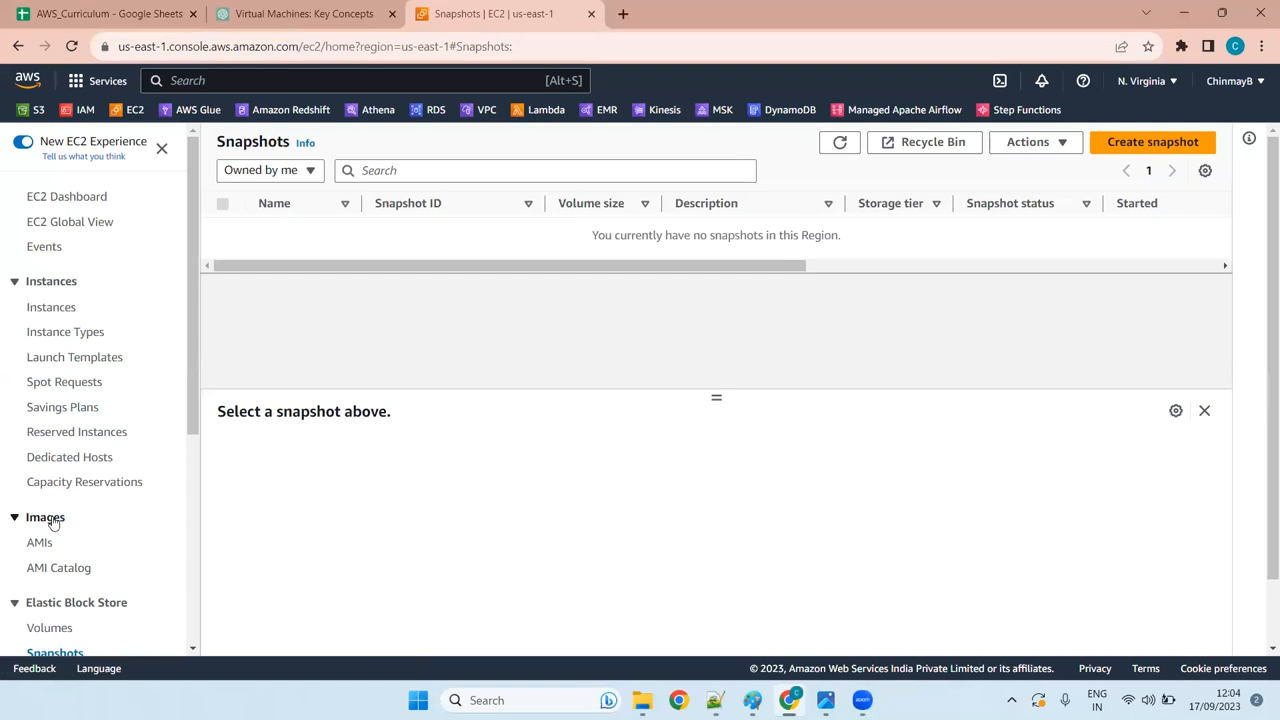 AWS_Curriculum - Google Sheets
Virtual Machines: Key Concepts
Snapshots | EC2 | us-east-1
us-east-1.console.aws.amazon.com/ec2/home?region=us-east-1#Snapshots:
C
aws
Services
Search
[Alt+S]
N. Virginia
ChinmayB
S3
IAM
EC2
AWS Glue
Amazon Redshift
Athena
RDS
VPC
Lambda
EMR
Kinesis
MSK
DynamoDB
Managed Apache Airflow
Step Functions
New EC2 Experience
Tell us what you think
EC2 Dashboard
EC2 Global View
Events
Instances
Instances
Instance Types
Launch Templates
Spot Requests
Savings Plans
Reserved Instances
Dedicated Hosts
Capacity Reservations
Images
AMIs
AMI Catalog
Elastic Block Store
Volumes
Snapshots
Snapshots Info
Recycle Bin
Actions
Create snapshot
Owned by me
Search
1
Name
Snapshot ID
Volume size
Description
Storage tier
Snapshot status
Started
You currently have no snapshots in this Region.
Select a snapshot above.
Feedback
Language
© 2023, Amazon Web Services India Private Limited or its affiliates.
Privacy
Terms
Cookie preferences
Search
C
zoom
ENG
IN
12:04
17/09/2023
2